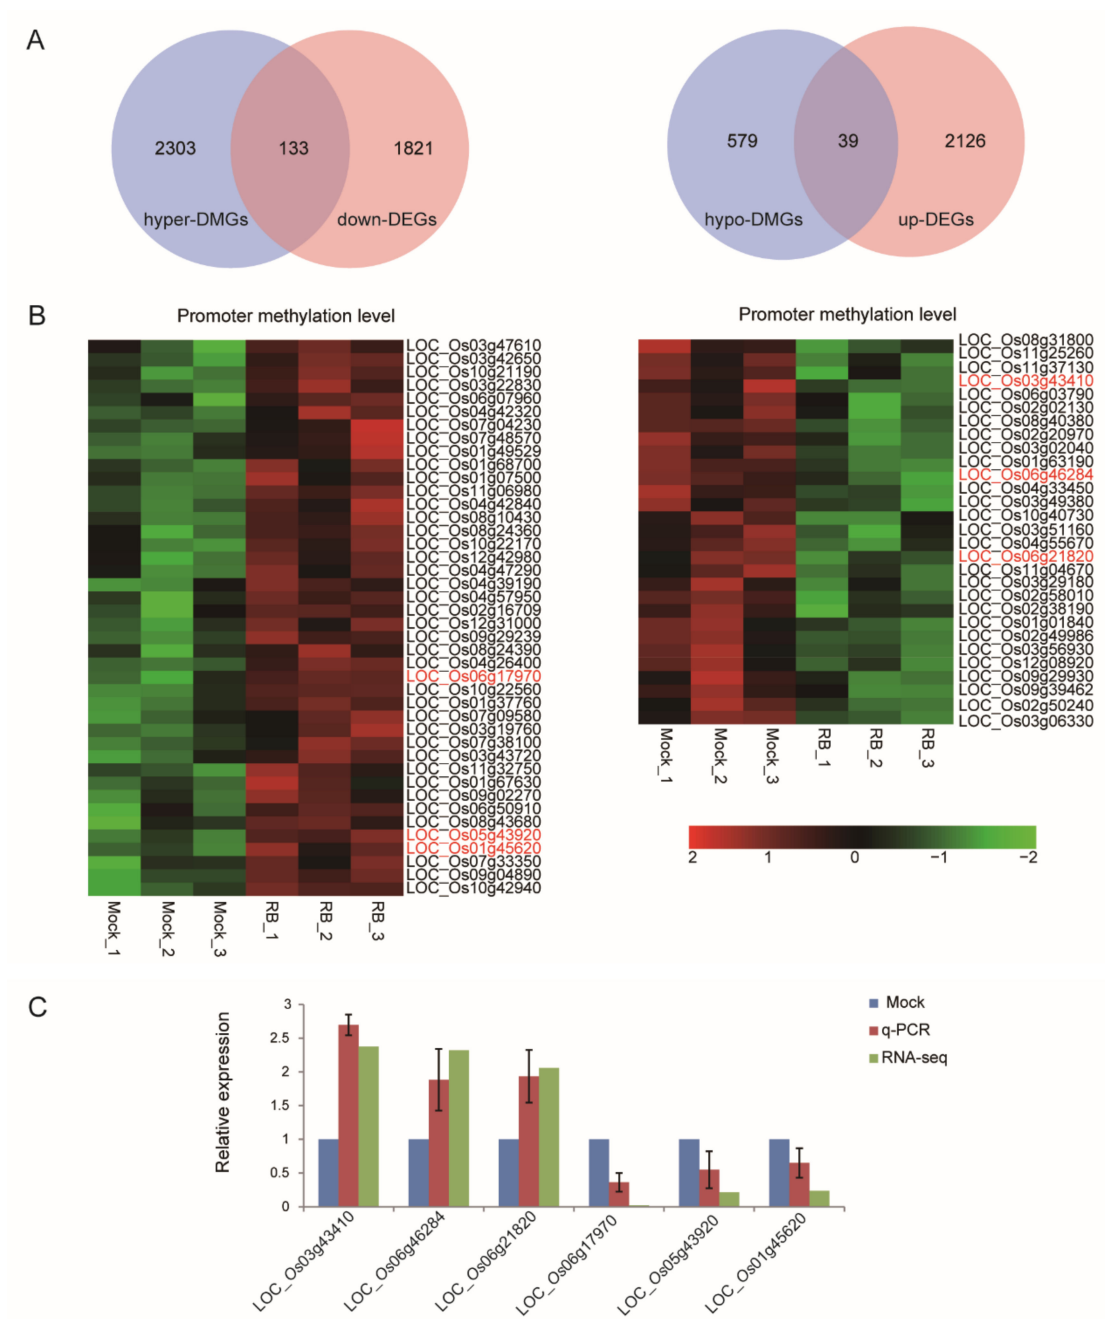 A
2303
133
1821
hyper-DMGs
down-DEGs
579
39
2126
hypo-DMGs
up-DEGs
B
Promoter methylation level
LOC_Os03g47610
LOC_Os03g42650
LOC_Os10g21190
LOC_Os03g22830
LOC_Os06g07960
LOC_Os04g42320
LOC_Os07g04230
LOC_Os07g48570
LOC_Os01g49529
LOC_Os01g68700
LOC_Os01g07500
LOC_Os11g06980
LOC_Os04g42840
LOC_Os08g10430
LOC_Os08g24360
LOC_Os10g22170
LOC_Os12g42980
LOC_Os04g47290
LOC_Os04g39190
LOC_Os04g57950
LOC_Os02g16709
LOC_Os12g31000
LOC_Os09g29239
LOC_Os08g24390
LOC_Os04g26400
LOC_Os06g17970
LOC_Os10g22560
LOC_Os01g37760
LOC_Os07g09580
LOC_Os03g19760
LOC_Os07g38100
LOC_Os03g43720
LOC_Os11g32750
LOC_Os01g67630
LOC_Os09g02270
LOC_Os06g50910
LOC_Os08g43680
LOC_Os05g43920
LOC_Os01g45620
LOC_Os07g33350
LOC_Os09g04890
LOC_Os10g42940
Mock_1
Mock_2
Mock_3
RB_1
RB_2
RB_3
Promoter methylation level
LOC_Os08g31800
LOC_Os11g25260
LOC_Os11g37130
LOC_Os03g43410
LOC_Os06g03790
LOC_Os02g02130
LOC_Os08g40380
LOC_Os02g20970
LOC_Os03g02040
LOC_Os01g63190
LOC_Os06g46284
LOC_Os04g33450
LOC_Os03g49380
LOC_Os10g40730
LOC_Os03g51160
LOC_Os04g55670
LOC_Os06g21820
LOC_Os11g04670
LOC_Os03g29180
LOC_Os02g58010
LOC_Os02g38190
LOC_Os01g01840
LOC_Os02g49986
LOC_Os03g56930
LOC_Os12g08920
LOC_Os09g29930
LOC_Os09g39462
LOC_Os02g50240
LOC_Os03g06330
Mock_1
Mock_2
Mock_3
RB_1
RB_2
RB_3
2
1
0
−1
−2
C
Relative expression
3
2.5
2
1.5
1
0.5
0
LOC_Os03g43410
LOC_Os06g46284
LOC_Os06g21820
LOC_Os06g17970
LOC_Os05g43920
LOC_Os01g45620
Mock
q-PCR
RNA-seq